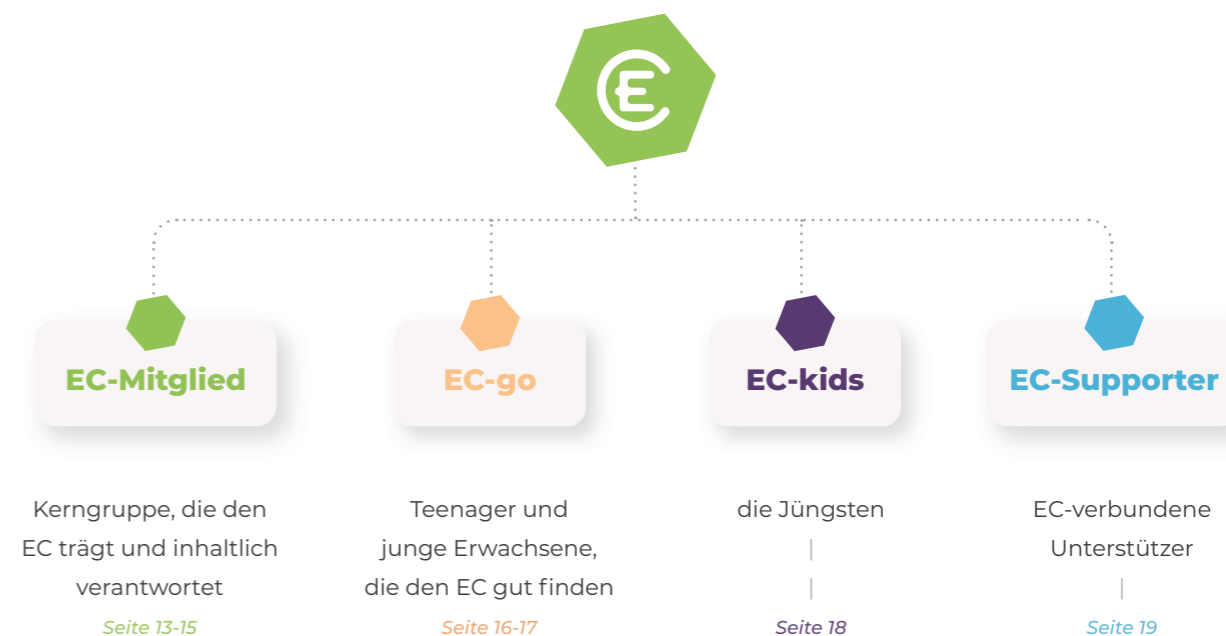 EC
EC-Mitglied
Kerngruppe, die den
EC trägt und inhaltlich
verantwortet
Seite 13-15
EC-go
Teenager und
junge Erwachsene,
die den EC gut finden
Seite 16-17
EC-kids
die Jüngsten
|
|
Seite 18
EC-Supporter
EC-verbundene
Unterstützer
|
Seite 19